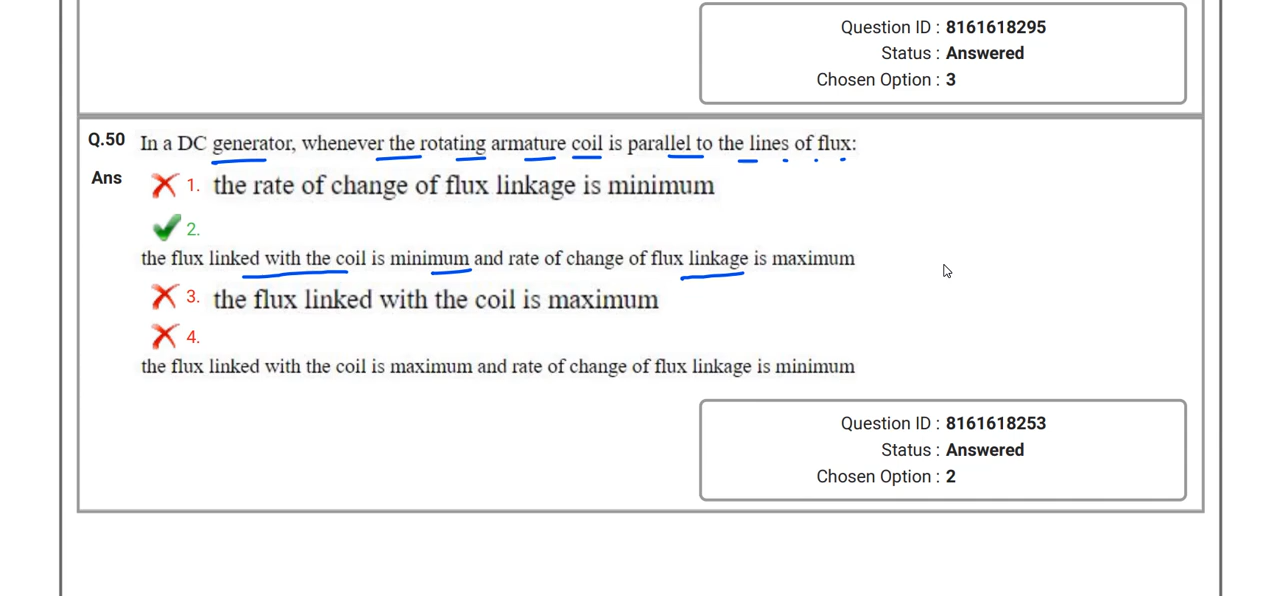 Question ID : 8161618295
Status : Answered
Chosen Option : 3
Q.50 In a DC generator, whenever the rotating armature coil is parallel to the lines of flux:
Ans 1. the rate of change of flux linkage is minimum
2.
the flux linked with the coil is minimum and rate of change of flux linkage is maximum
3. the flux linked with the coil is maximum
4.
the flux linked with the coil is maximum and rate of change of flux linkage is minimum
Question ID : 8161618253
Status : Answered
Chosen Option : 2